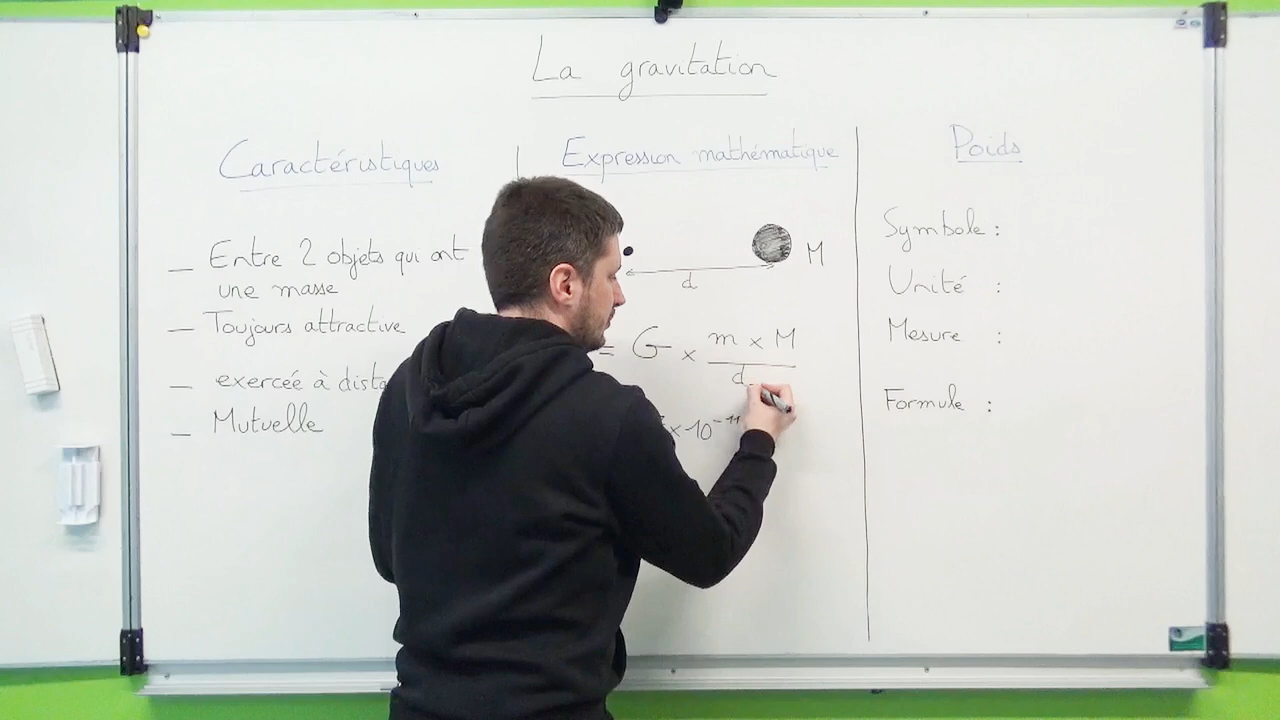 La gravitation
Caractéristiques
_ Entre 2 objets qui ont
une masse
_ Toujours attractive
_ exercée à dista
_ Mutuelle
Expression mathématique
M
d
= G × m × M
d
× 10⁻¹¹
Poids
Symbole :
Unité :
Mesure :
Formule :